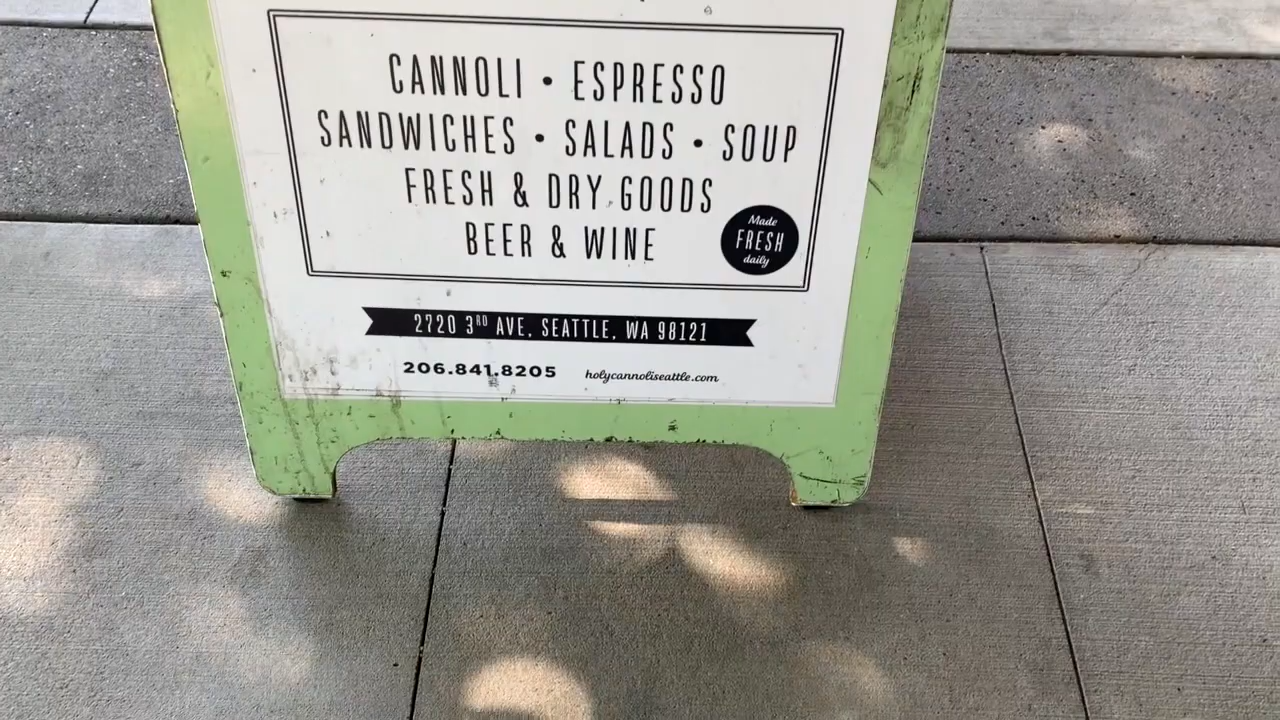 CANNOLI • ESPRESSO
SANDWICHES • SALADS • SOUP
FRESH & DRY GOODS
BEER & WINE
Made
FRESH
daily
2720 3RD AVE, SEATTLE, WA 98121
206.841.8205 holycannoliseattle.com